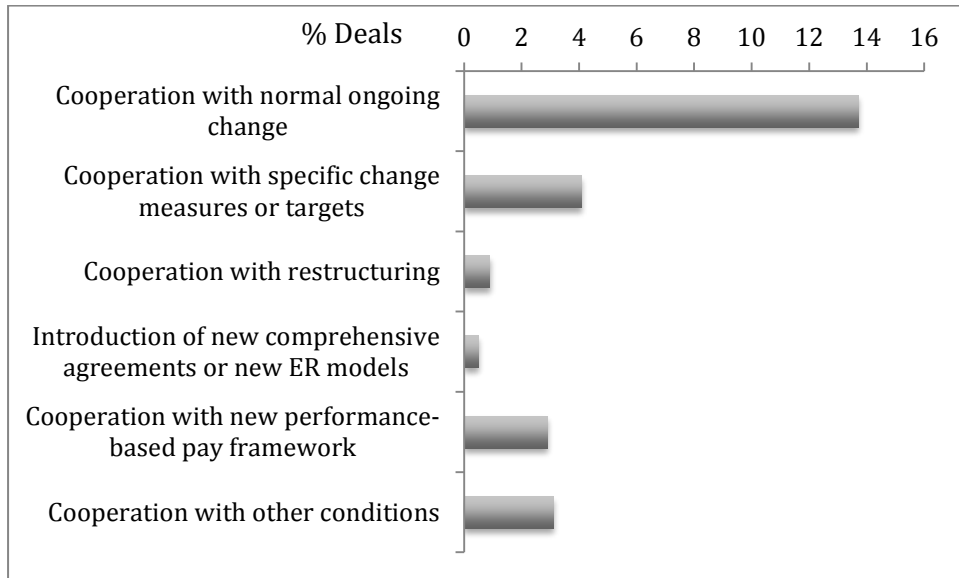 % Deals
0 2 4 6 8 10 12 14 16
Cooperation with normal ongoing
change
Cooperation with specific change
measures or targets
Cooperation with restructuring
Introduction of new comprehensive
agreements or new ER models
Cooperation with new performance-
based pay framework
Cooperation with other conditions